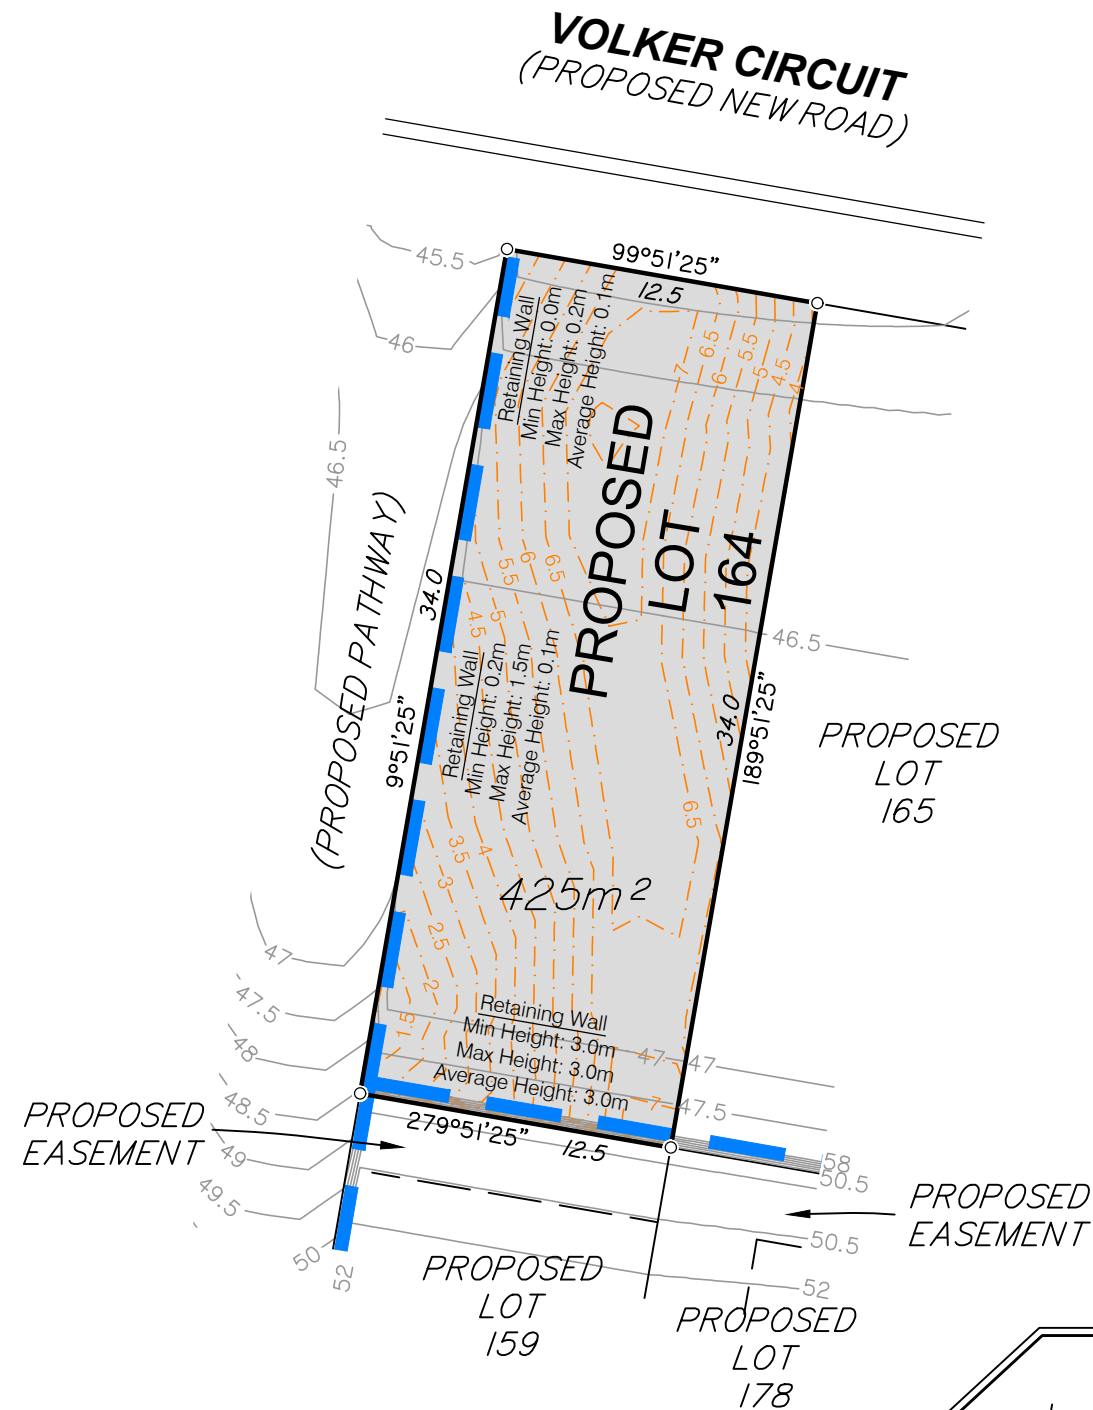 VOLKER CIRCUIT
(PROPOSED NEW ROAD)
99°51'25"
12.5
45.5
46
46.5
Retaining Wall
Min Height: 0.0m
Max Height: 0.2m
Average Height: 0.1m
7
6.5
6
5.5
5
4.5
4
PROPOSED
LOT
164
(PROPOSED PATHWAY)
34.0
9°51'25"
5.5
6
6.5
4.5
5
Retaining Wall
Min Height: 0.2m
Max Height: 1.5m
Average Height: 0.1m
46.5
34.0
189°51'25"
PROPOSED
LOT
165
6.5
3.5
4
3
425m²
2.5
2
1.5
47
47.5
48
48.5
49
49.5
50
52
Retaining Wall
Min Height: 3.0m
Max Height: 3.0m
Average Height: 3.0m
7
47
47
47.5
58
50.5
50.5
52
279°51'25"
12.5
PROPOSED
EASEMENT
PROPOSED
EASEMENT
PROPOSED
LOT
159
PROPOSED
LOT
178